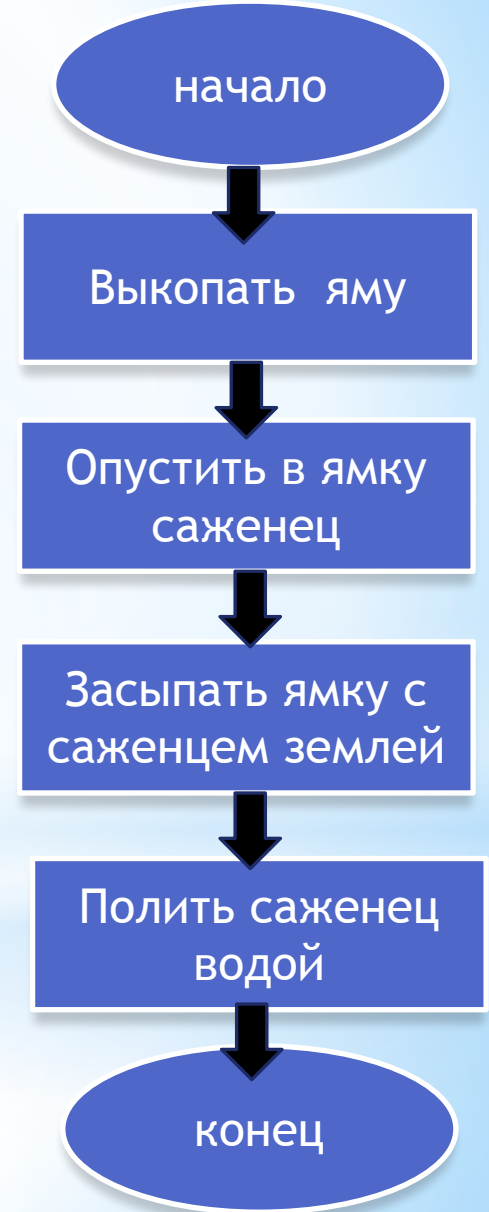 начало
Выкопать яму
Опустить в ямку
саженец
Засыпать ямку с
саженцем землей
Полить саженец
водой
конец